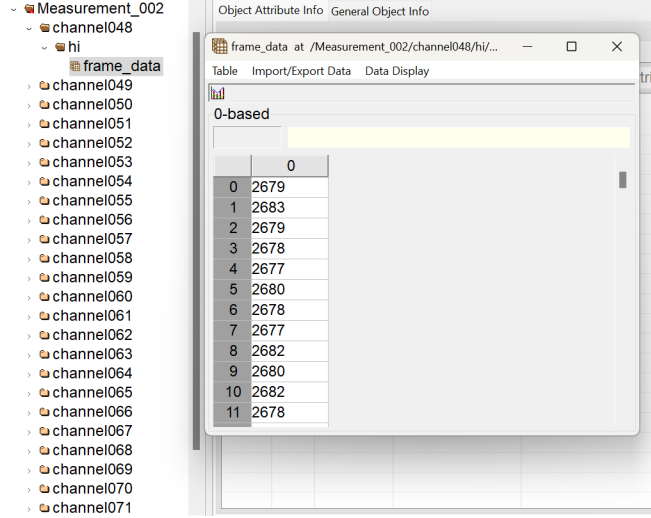 Measurement_002
channel048
hi
frame_data
channel049
channel050
channel051
channel052
channel053
channel054
channel055
channel056
channel057
channel058
channel059
channel060
channel061
channel062
channel063
channel064
channel065
channel066
channel067
channel068
channel069
channel070
channel071
Object Attribute Info General Object Info
frame_data at /Measurement_002/channel048/hi/...
Table Import/Export Data Data Display
0-based
0
0 2679
1 2683
2 2679
3 2678
4 2677
5 2680
6 2678
7 2677
8 2682
9 2680
10 2682
11 2678